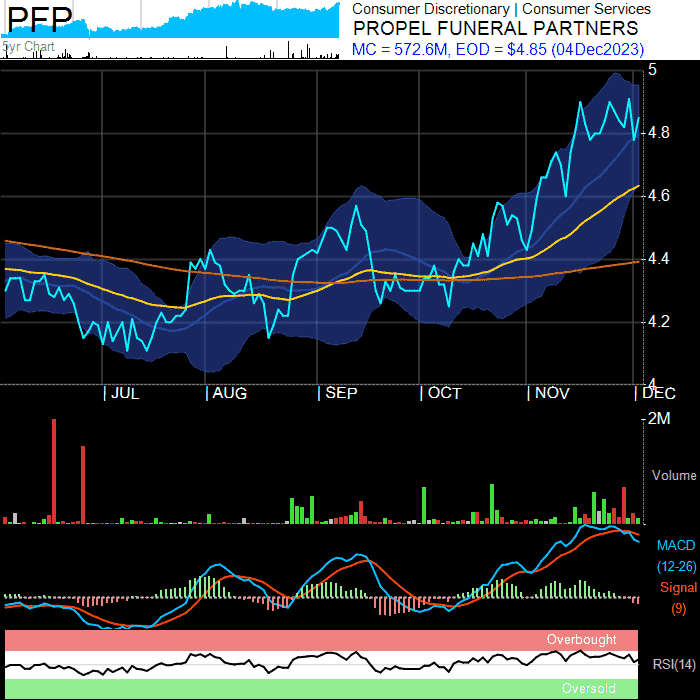 PFP
Consumer Discretionary | Consumer Services
PROPEL FUNERAL PARTNERS
MC = 572.6M, EOD = $4.85 (04Dec2023)
5yr Chart
5
4.8
4.6
4.4
4.2
4
JUL AUG SEP OCT NOV DEC
2M
Volume
MACD
(12-26)
Signal
(9)
Overbought
RSI(14)
Oversold